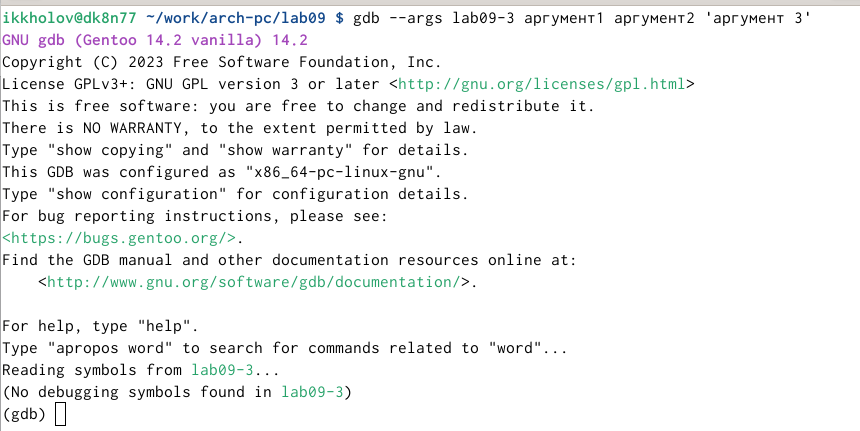 ikkholov@dk8n77 ~/work/arch-pc/lab09 $ gdb --args lab09-3 аргумент1 аргумент2 'аргумент 3'
GNU gdb (Gentoo 14.2 vanilla) 14.2
Copyright (C) 2023 Free Software Foundation, Inc.
License GPLv3+: GNU GPL version 3 or later <http://gnu.org/licenses/gpl.html>
This is free software: you are free to change and redistribute it.
There is NO WARRANTY, to the extent permitted by law.
Type "show copying" and "show warranty" for details.
This GDB was configured as "x86_64-pc-linux-gnu".
Type "show configuration" for configuration details.
For bug reporting instructions, please see:
<https://bugs.gentoo.org/>.
Find the GDB manual and other documentation resources online at:
    <http://www.gnu.org/software/gdb/documentation/>.

For help, type "help".
Type "apropos word" to search for commands related to "word"...
Reading symbols from lab09-3...
(No debugging symbols found in lab09-3)
(gdb)